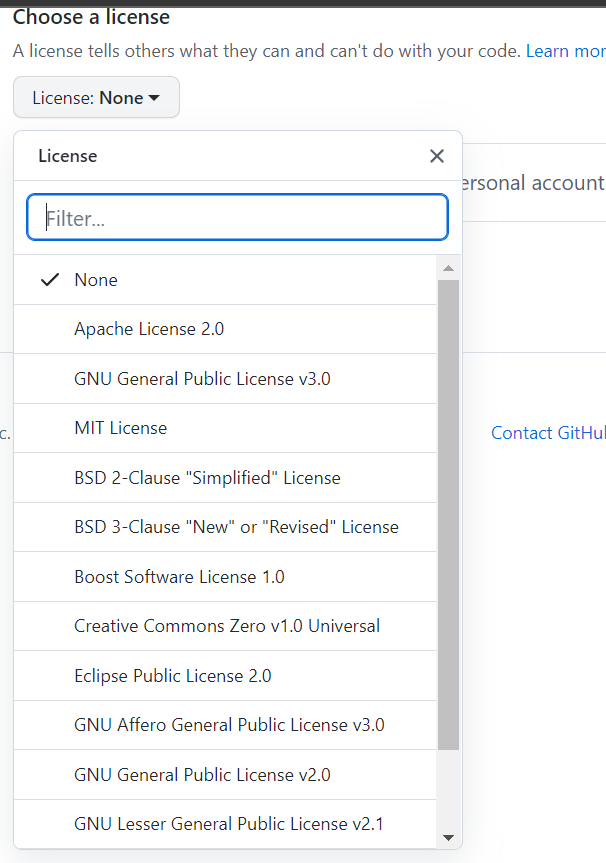 Choose a license
A license tells others what they can and can't do with your code. Learn mor
License: None
License
ersonal account
Filter...
None
Apache License 2.0
GNU General Public License v3.0
MIT License
c.
Contact GitHu
BSD 2-Clause "Simplified" License
BSD 3-Clause "New" or "Revised" License
Boost Software License 1.0
Creative Commons Zero v1.0 Universal
Eclipse Public License 2.0
GNU Affero General Public License v3.0
GNU General Public License v2.0
GNU Lesser General Public License v2.1